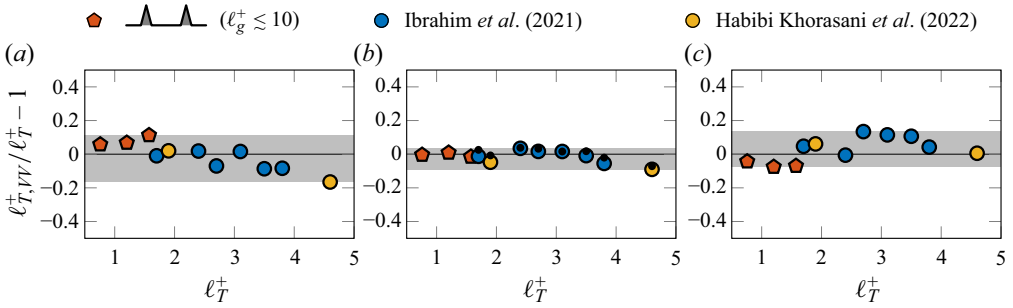 (ℓ_g^+ ≲ 10) Ibrahim et al. (2021) Habibi Khorasani et al. (2022)
(a) (b) (c)
ℓ_{T,VV}^+/ℓ_T^+ − 1
0.4 0.4 0.4
0.2 0.2 0.2
0 0 0
−0.2 −0.2 −0.2
−0.4 −0.4 −0.4
1 2 3 4 5 1 2 3 4 5 1 2 3 4 5
ℓ_T^+ ℓ_T^+ ℓ_T^+